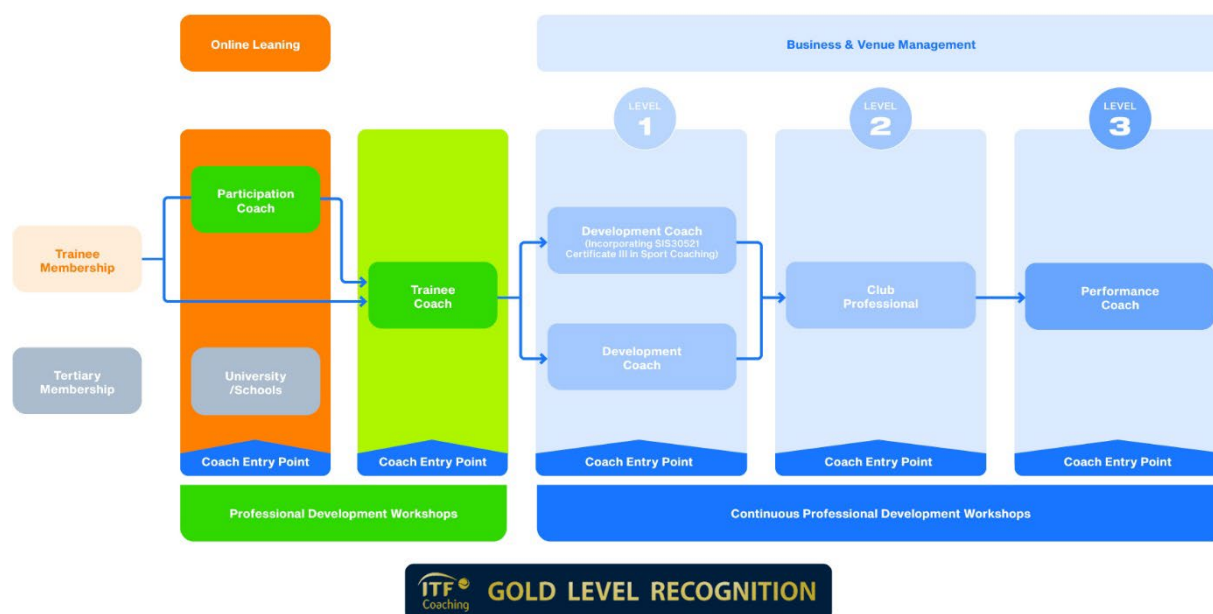 Online Leaning
Business & Venue Management
LEVEL
1
LEVEL
2
LEVEL
3
Participation
Coach
Trainee
Membership
Trainee
Coach
Development Coach
(Incorporating SIS30521
Certificate III in Sport Coaching)
Club
Professional
Performance
Coach
Development
Coach
Tertiary
Membership
University
/Schools
Coach Entry Point
Coach Entry Point
Coach Entry Point
Coach Entry Point
Coach Entry Point
Professional Development Workshops
Continuous Professional Development Workshops
ITF
Coaching
GOLD LEVEL RECOGNITION